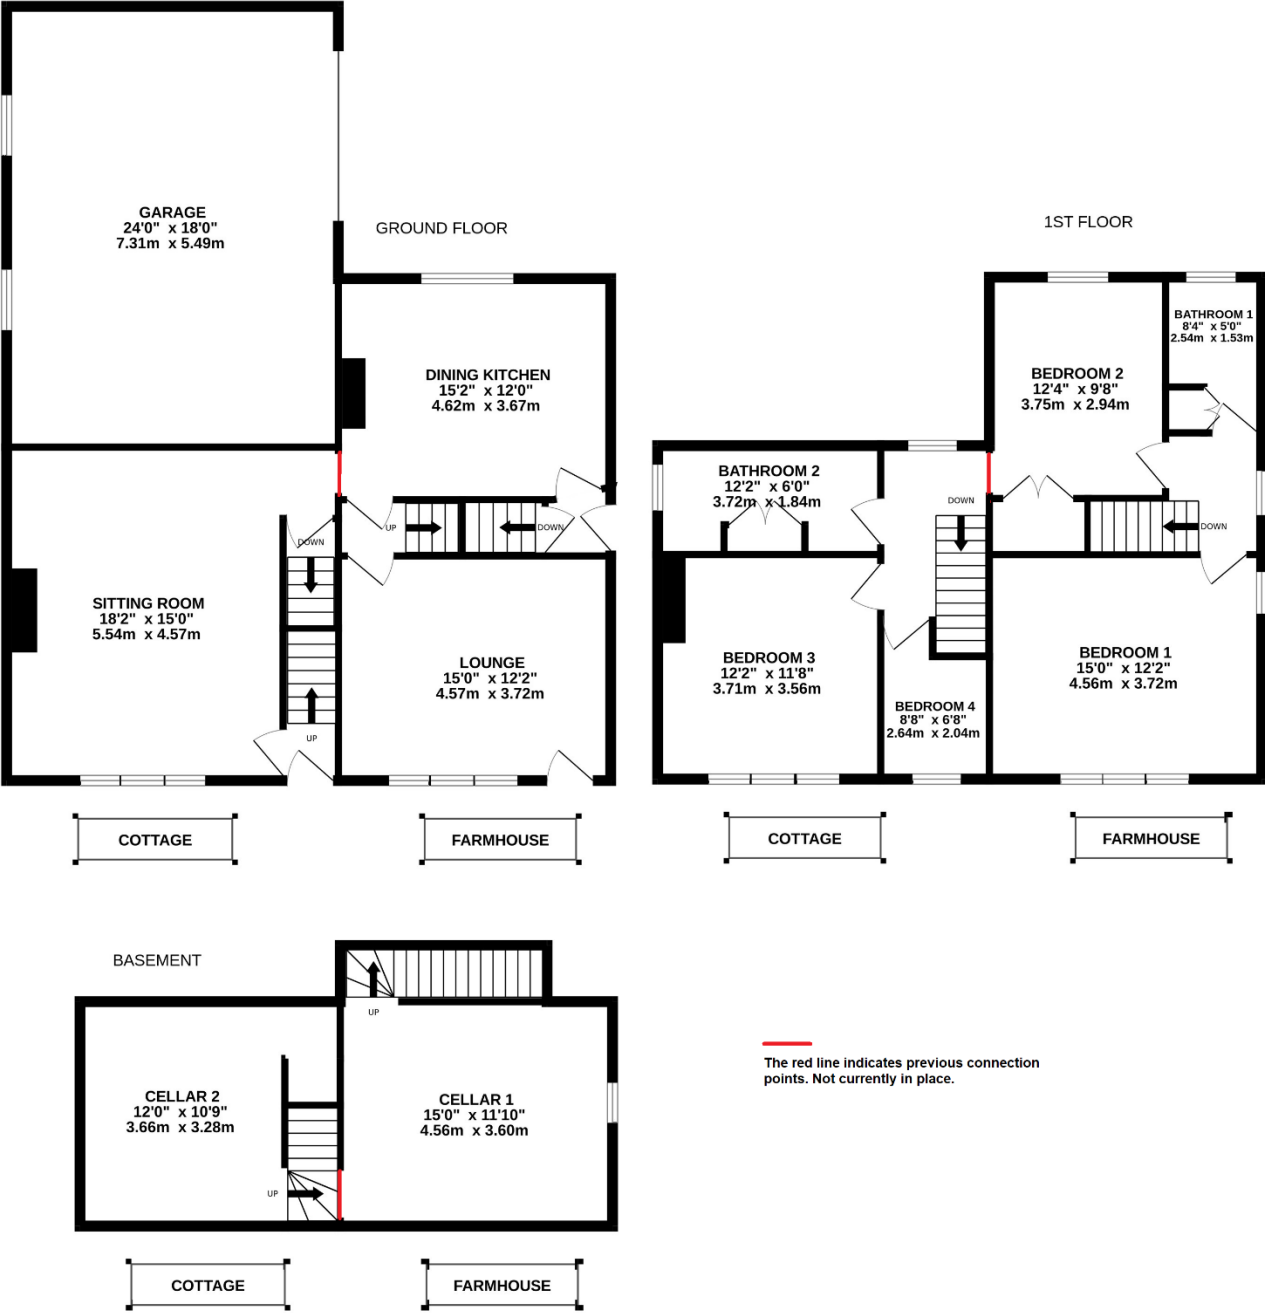 GROUND FLOOR
GARAGE
24'0" x 18'0"
7.31m x 5.49m
DINING KITCHEN
15'2" x 12'0"
4.62m x 3.67m
UP
DOWN
DOWN
SITTING ROOM
18'2" x 15'0"
5.54m x 4.57m
LOUNGE
15'0" x 12'2"
4.57m x 3.72m
UP
COTTAGE
FARMHOUSE
1ST FLOOR
BATHROOM 1
8'4" x 5'0"
2.54m x 1.53m
BEDROOM 2
12'4" x 9'8"
3.75m x 2.94m
BATHROOM 2
12'2" x 6'0"
3.72m x 1.84m
DOWN
DOWN
BEDROOM 3
12'2" x 11'8"
3.71m x 3.56m
BEDROOM 4
8'8" x 6'8"
2.64m x 2.04m
BEDROOM 1
15'0" x 12'2"
4.56m x 3.72m
COTTAGE
FARMHOUSE
BASEMENT
UP
CELLAR 2
12'0" x 10'9"
3.66m x 3.28m
CELLAR 1
15'0" x 11'10"
4.56m x 3.60m
UP
COTTAGE
FARMHOUSE
The red line indicates previous connection
points. Not currently in place.